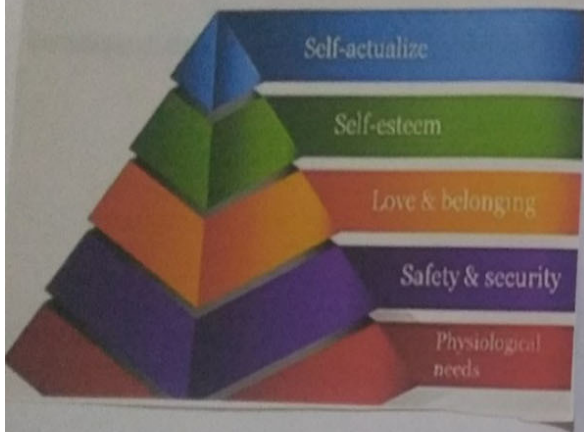 Self-actualize
Self-esteem
Love & belonging
Safety & security
Physiological
needs